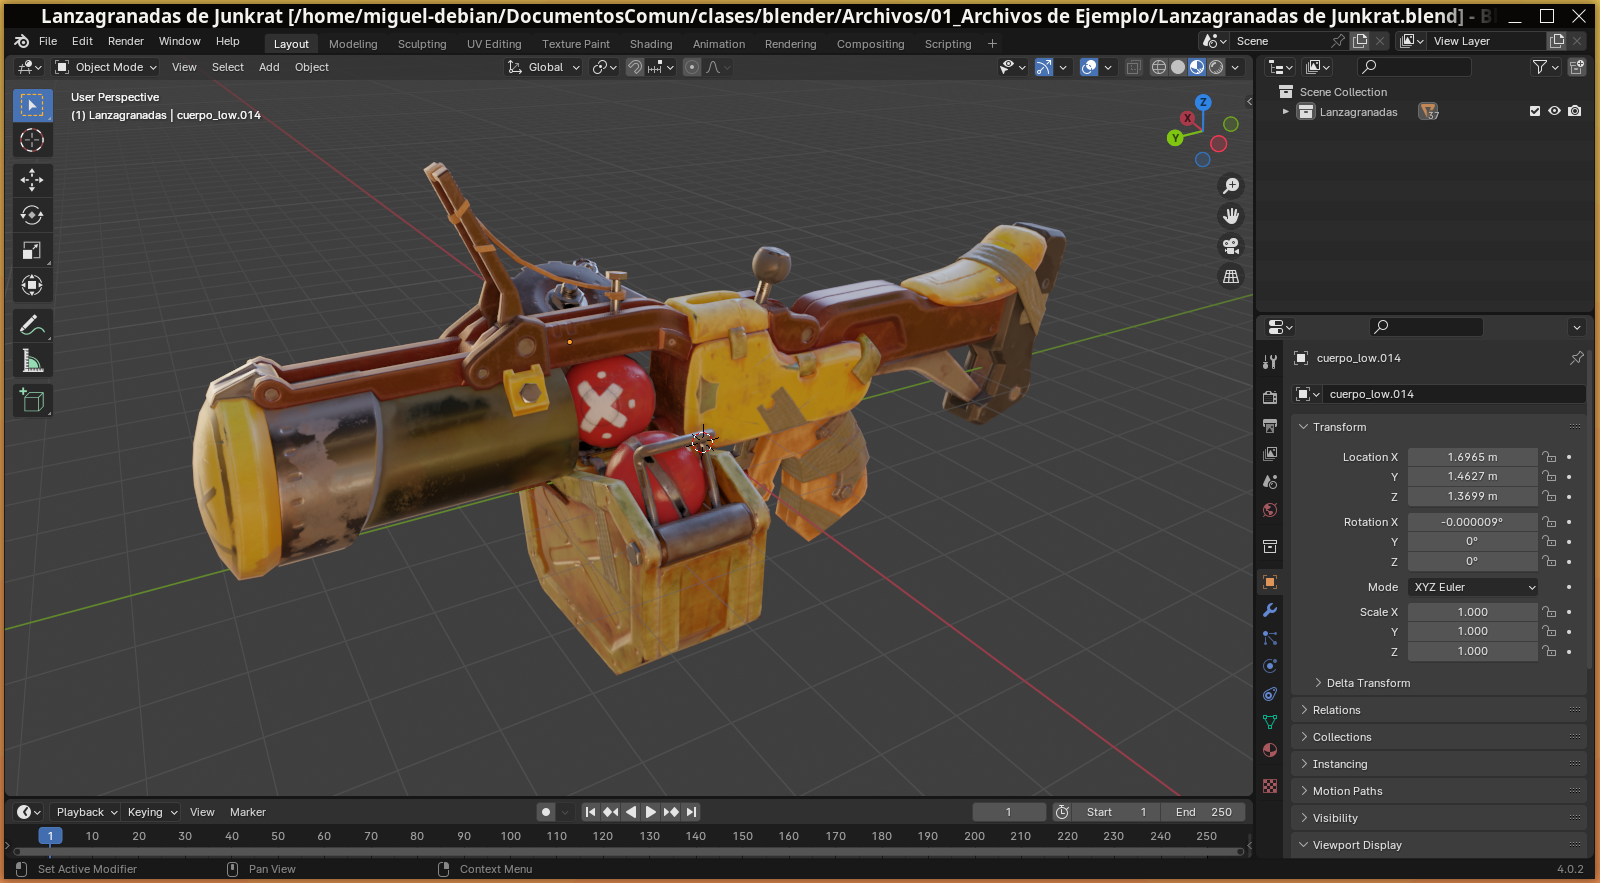 Lanzagranadas de Junkrat [/home/miguel-debian/DocumentosComun/clases/blender/Archivos/01_Archivos de Ejemplo/Lanzagranadas de Junkrat.blend] - B
File Edit Render Window Help Layout Modeling Sculpting UV Editing Texture Paint Shading Animation Rendering Compositing Scripting + Scene View Layer
Object Mode View Select Add Object Global
User Perspective
(1) Lanzagranadas | cuerpo_low.014
Z
X
Y
Scene Collection
Lanzagranadas 37
cuerpo_low.014
cuerpo_low.014
Transform
Location X 1.6965 m
Y 1.4627 m
Z 1.3699 m
Rotation X -0.000009°
Y 0°
Z 0°
Mode XYZ Euler
Scale X 1.000
Y 1.000
Z 1.000
Delta Transform
Relations
Collections
Instancing
Motion Paths
Visibility
Viewport Display
Playback Keying View Marker 1 Start 1 End 250
1 10 20 30 40 50 60 70 80 90 100 110 120 130 140 150 160 170 180 190 200 210 220 230 240 250
Set Active Modifier Pan View Context Menu 4.0.2